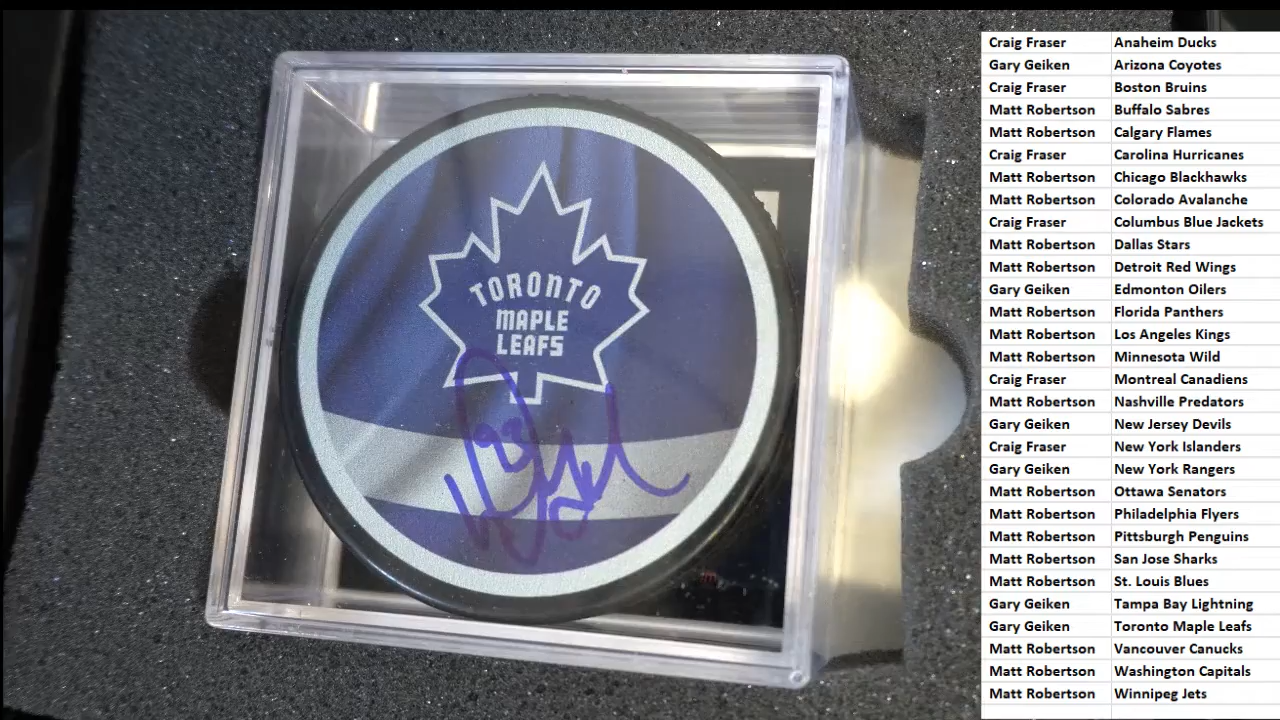 TORONTO
MAPLE
LEAFS
93
Craig Fraser Anaheim Ducks
Gary Geiken Arizona Coyotes
Craig Fraser Boston Bruins
Matt Robertson Buffalo Sabres
Matt Robertson Calgary Flames
Craig Fraser Carolina Hurricanes
Matt Robertson Chicago Blackhawks
Matt Robertson Colorado Avalanche
Craig Fraser Columbus Blue Jackets
Matt Robertson Dallas Stars
Matt Robertson Detroit Red Wings
Gary Geiken Edmonton Oilers
Matt Robertson Florida Panthers
Matt Robertson Los Angeles Kings
Matt Robertson Minnesota Wild
Craig Fraser Montreal Canadiens
Matt Robertson Nashville Predators
Gary Geiken New Jersey Devils
Craig Fraser New York Islanders
Gary Geiken New York Rangers
Matt Robertson Ottawa Senators
Matt Robertson Philadelphia Flyers
Matt Robertson Pittsburgh Penguins
Matt Robertson San Jose Sharks
Matt Robertson St. Louis Blues
Gary Geiken Tampa Bay Lightning
Gary Geiken Toronto Maple Leafs
Matt Robertson Vancouver Canucks
Matt Robertson Washington Capitals
Matt Robertson Winnipeg Jets